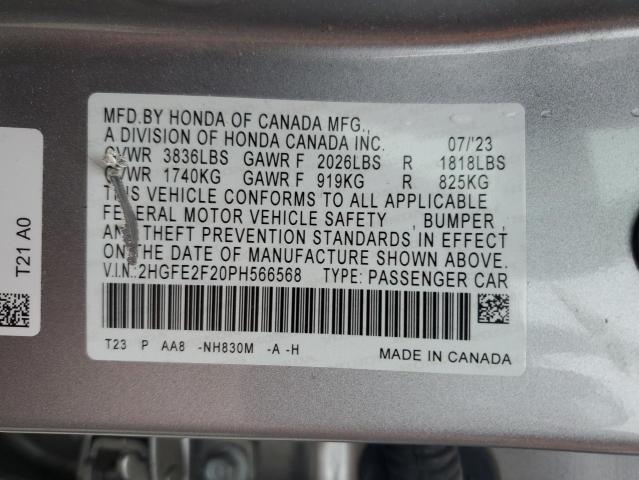 MFD.BY HONDA OF CANADA MFG.,
A DIVISION OF HONDA CANADA INC. 07/'23
GVWR 3836LBS GAWR F 2026LBS R 1818LBS
GVWR 1740KG GAWR F 919KG R 825KG
THIS VEHICLE CONFORMS TO ALL APPLICABLE
FEDERAL MOTOR VEHICLE SAFETY , BUMPER ,
AND THEFT PREVENTION STANDARDS IN EFFECT
ON THE DATE OF MANUFACTURE SHOWN ABOVE.
V.I.N.:2HGFE2F20PH566568 TYPE: PASSENGER CAR
T23 P AA8 -NH830M -A -H
MADE IN CANADA
T21 A0